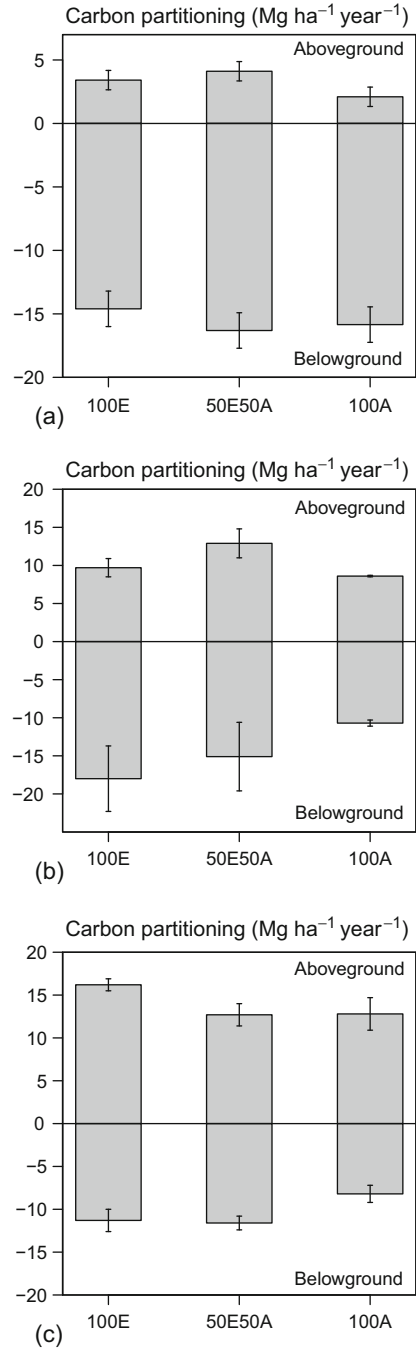 Carbon partitioning (Mg ha⁻¹ year⁻¹)
Aboveground
5
0
−5
−10
−15
−20
Belowground
100E 50E50A 100A
(a)
Carbon partitioning (Mg ha⁻¹ year⁻¹)
20
Aboveground
15
10
5
0
−5
−10
−15
−20
Belowground
100E 50E50A 100A
(b)
Carbon partitioning (Mg ha⁻¹ year⁻¹)
20
Aboveground
15
10
5
0
−5
−10
−15
−20
Belowground
100E 50E50A 100A
(c)